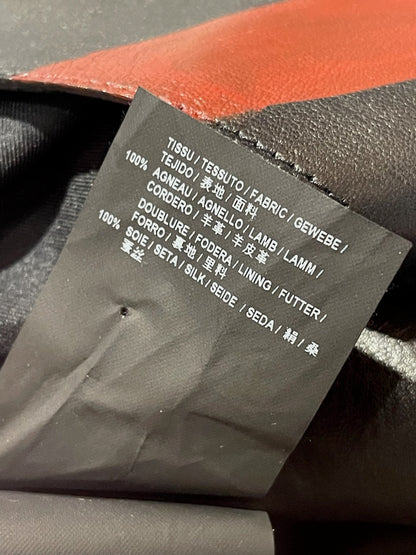 TISSU / TESSUTO / FABRIC / GEWEBE /
TEJIDO / 表地 / 面料
100% AGNEAU / AGNELLO / LAMB / LAMM /
CORDERO / 羊革 / 羊皮革
DOUBLURE / FODERA / LINING / FUTTER /
FORRO / 裏地 / 里料
100% SOIE / SETA / SILK / SEIDE / SEDA / 絹 / 桑
蚕丝